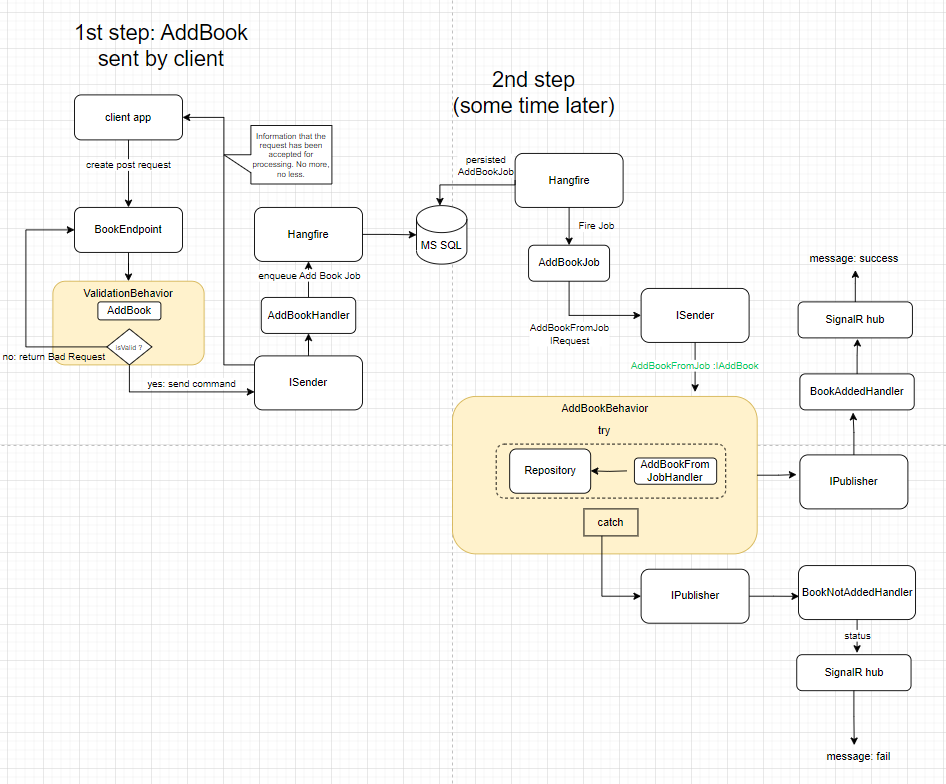 1st step: AddBook
sent by client
client app
Information that the
request has been
accepted for
processing. No more,
no less.
create post request
BookEndpoint
ValidationBehavior
AddBook
isValid ?
no: return Bad Request
yes: send command
ISender
AddBookHandler
enqueue Add Book Job
Hangfire
MS SQL
2nd step
(some time later)
persisted
AddBookJob
Hangfire
Fire Job
AddBookJob
AddBookFromJob
IRequest
ISender
AddBookFromJob ;IAddBook
AddBookBehavior
try
Repository
AddBookFrom
JobHandler
catch
IPublisher
BookAddedHandler
SignalR hub
message: success
IPublisher
BookNotAddedHandler
status
SignalR hub
message: fail